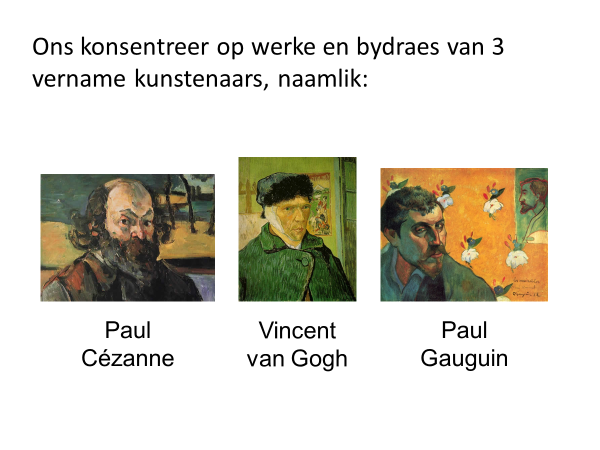 Ons konsentreer op werke en bydraes van 3
vername kunstenaars, naamlik:
Paul
Cézanne
Vincent
van Gogh
Paul
Gauguin